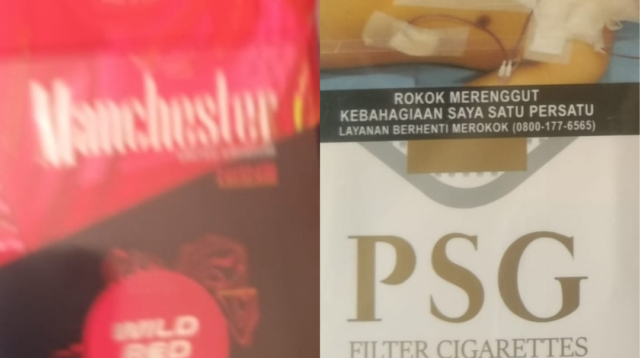 Manchester
WILD
RED
ROKOK MERENGGUT
KEBAHAGIAAN SAYA SATU PERSATU
LAYANAN BERHENTI MEROKOK (0800-177-6565)
PSG
FILTER CIGARETTES